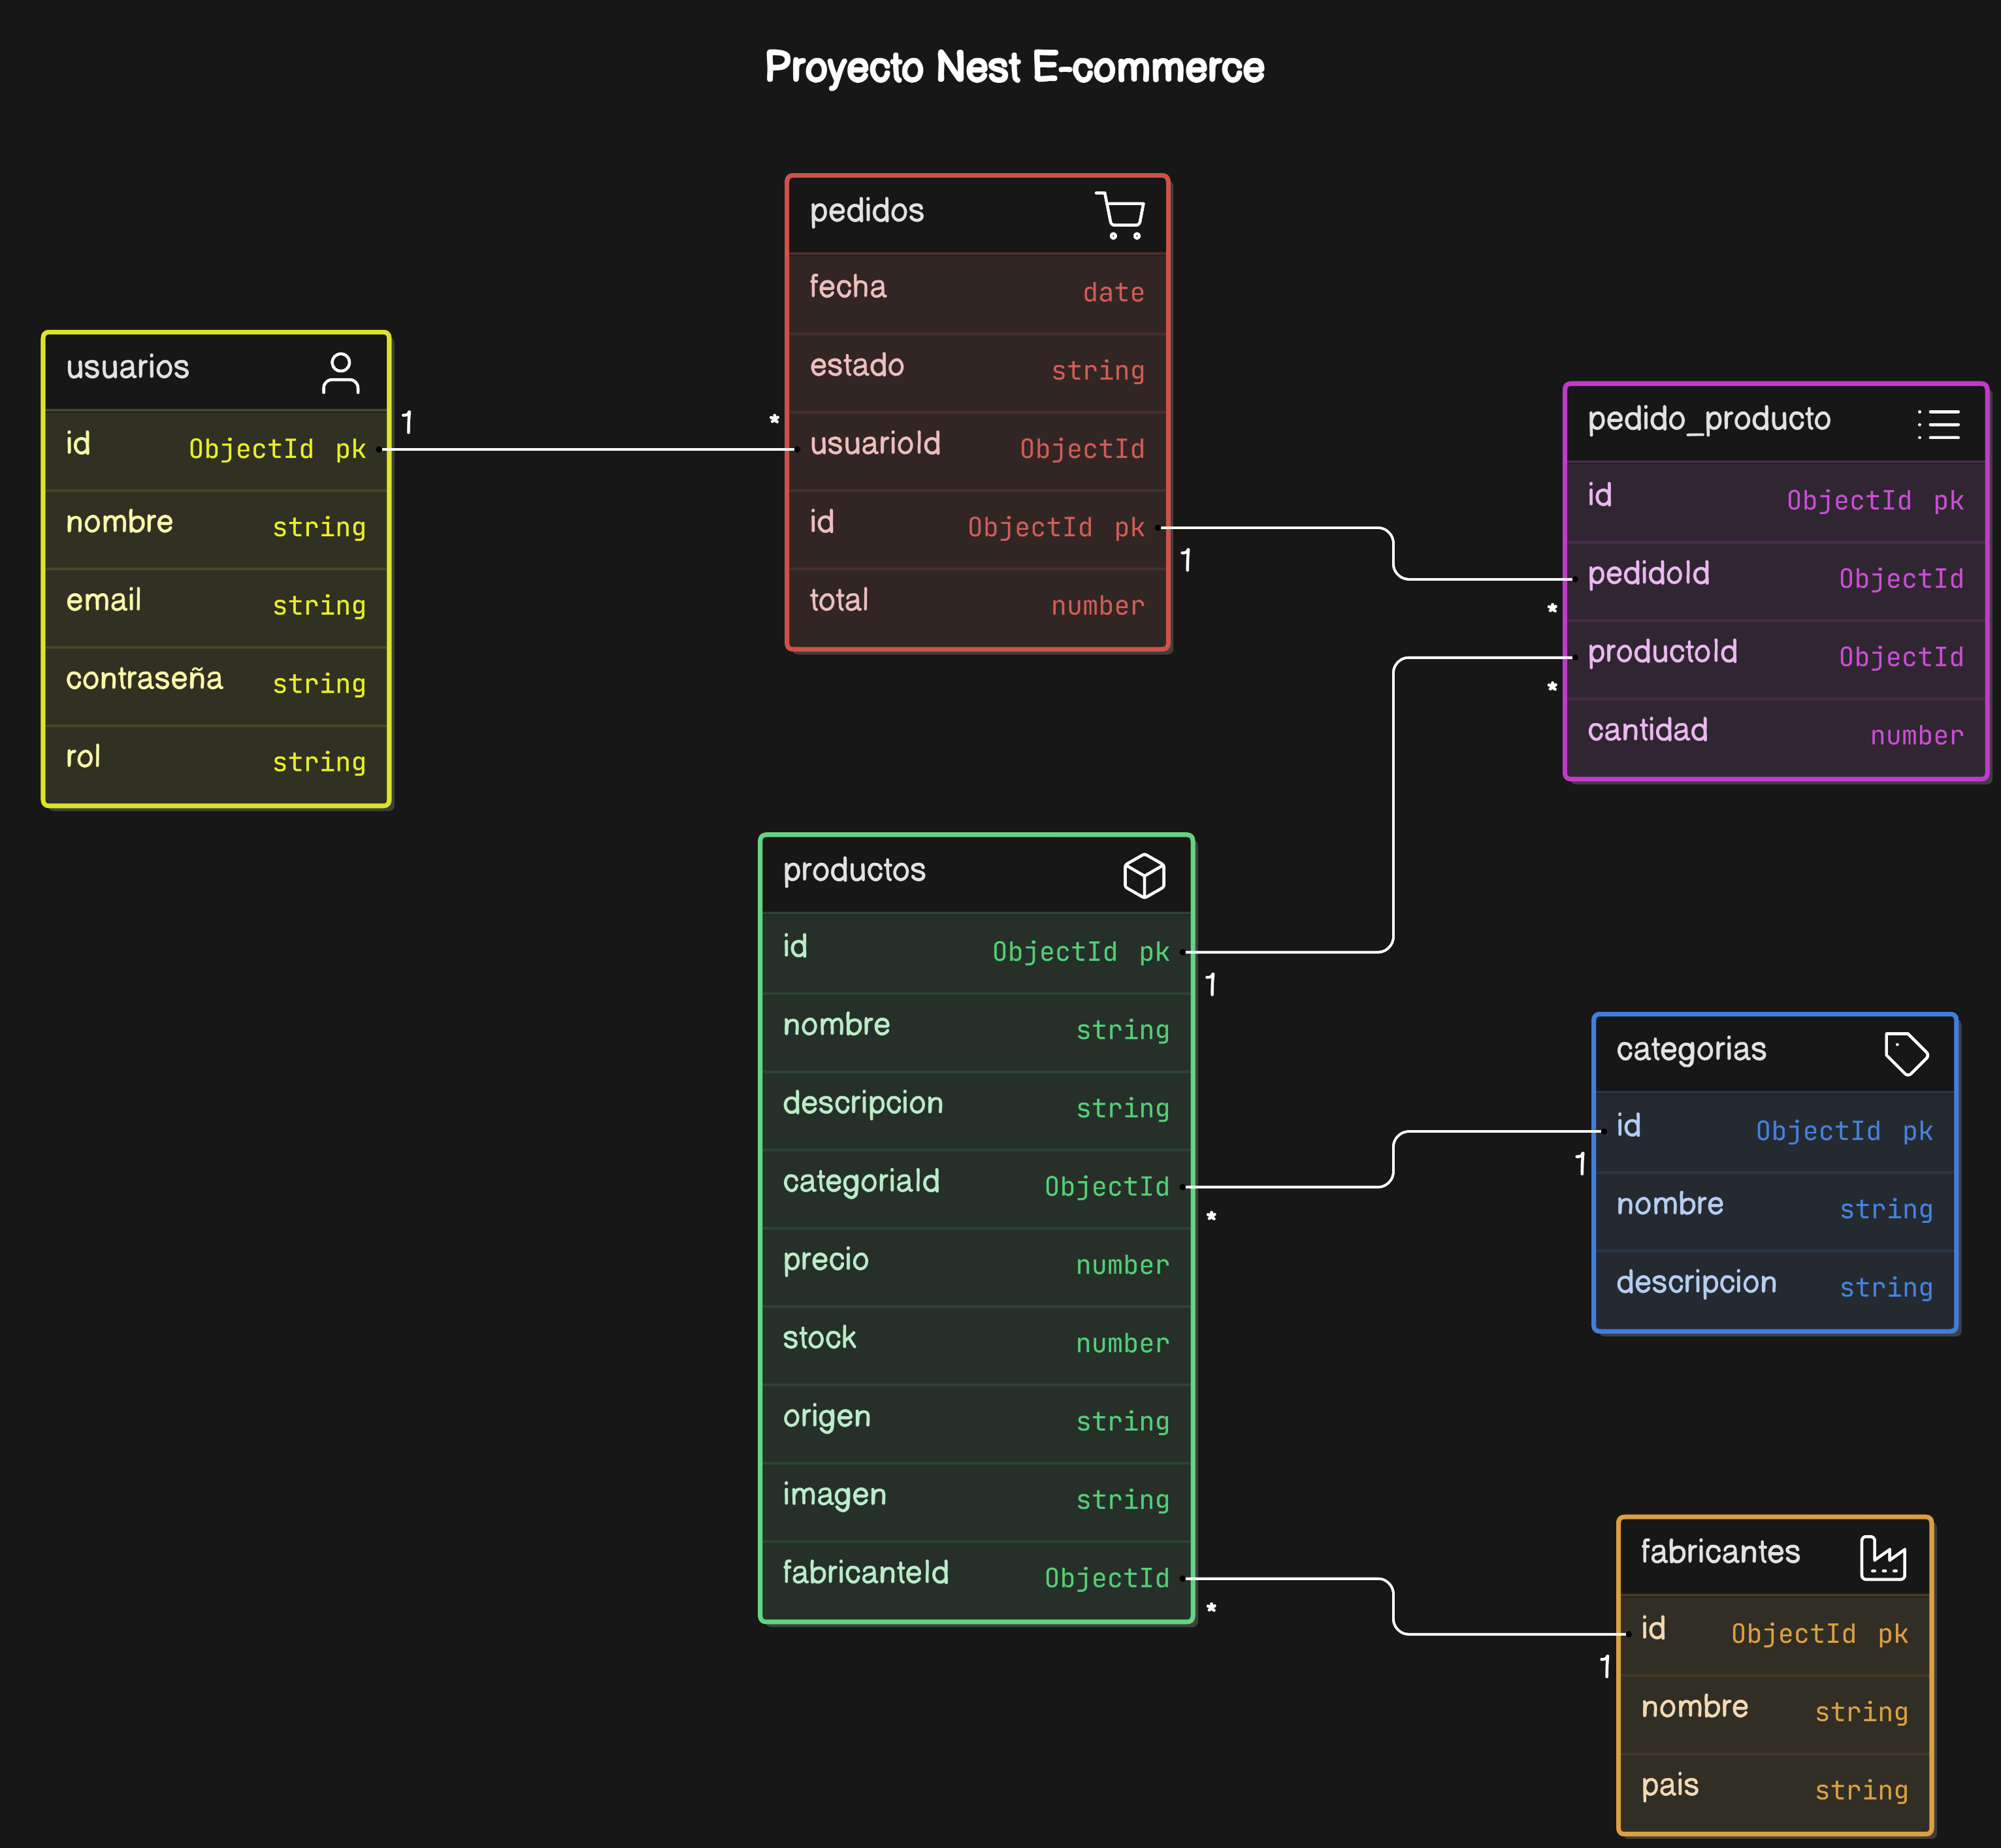 Proyecto Nest E-commerce
usuarios
id ObjectId pk
nombre string
email string
contraseña string
rol string
1
*
pedidos
fecha date
estado string
usuarioId ObjectId
id ObjectId pk
total number
1
*
*
pedido_producto
id ObjectId pk
pedidoId ObjectId
productoId ObjectId
cantidad number
productos
id ObjectId pk
nombre string
descripcion string
categoriaId ObjectId
precio number
stock number
origen string
imagen string
fabricanteId ObjectId
1
*
*
1
categorias
id ObjectId pk
nombre string
descripcion string
1
fabricantes
id ObjectId pk
nombre string
pais string